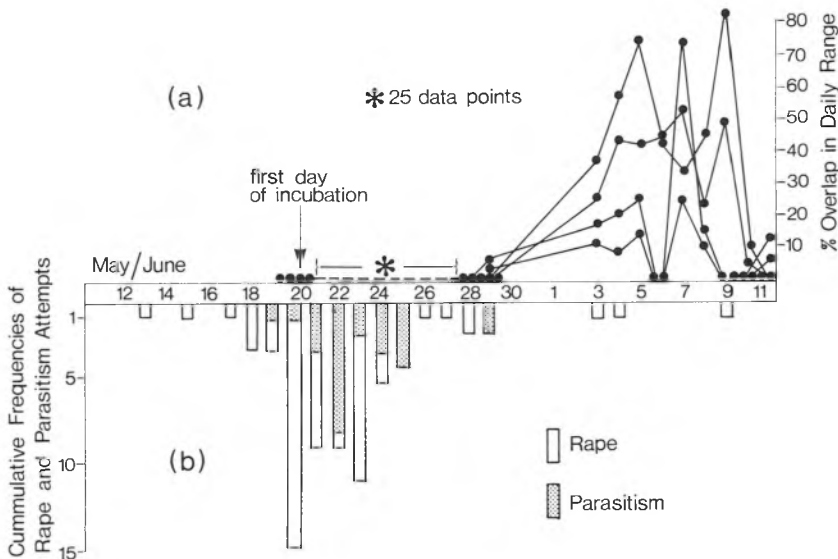 (a)
* 25 data points
first day
of incubation
*
% Overlap in Daily Range
80
70
60
50
40
30
20
10
May/June
12 14 16 18 20 22 24 26 28 30 1 3 5 7 9 11
Cummulative Frequencies of
Rape and Parasitism Attempts
1
5
10
15
(b)
Rape
Parasitism